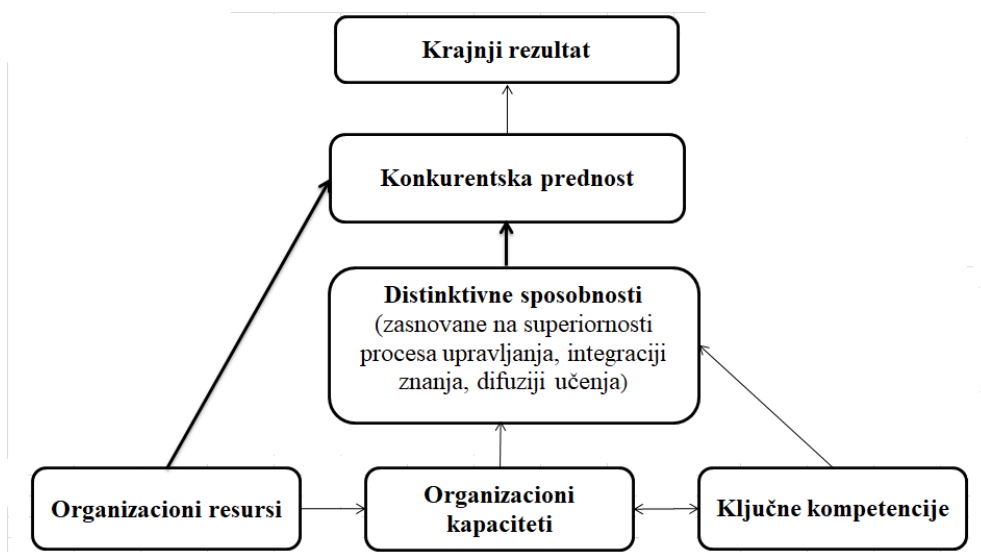 Krajnji rezultat
Konkurentska prednost
Distinktivne sposobnosti
(zasnovane na superiornosti
procesa upravljanja, integraciji
znanja, difuziji učenja)
Organizacioni resursi
Organizacioni
kapaciteti
Ključne kompetencije